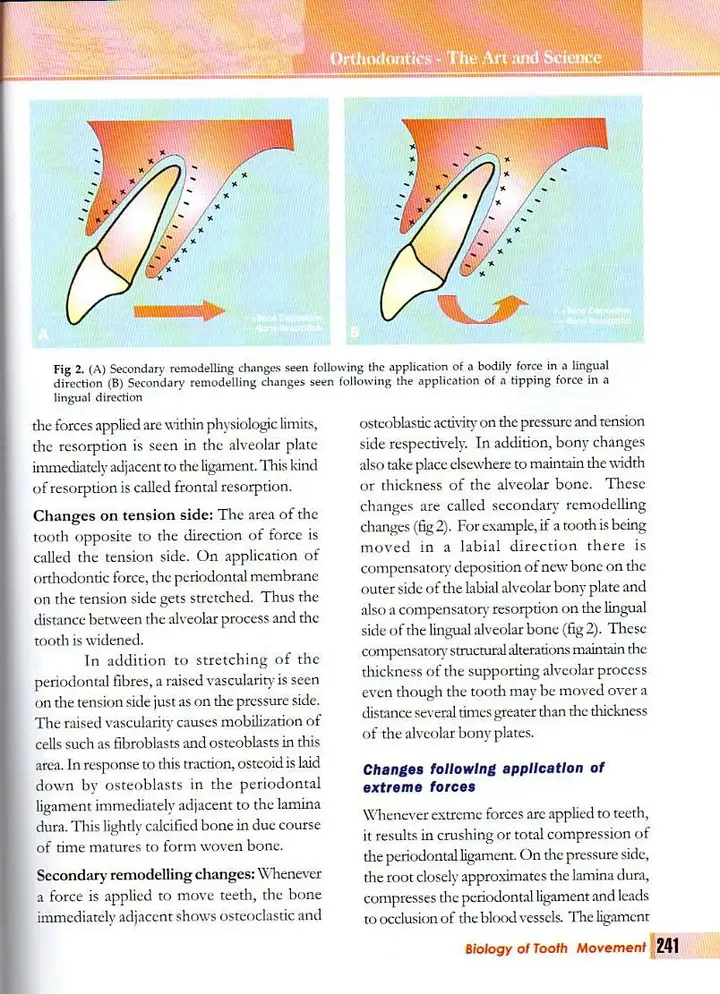 Orthodontics - The Art and Science
A
B
Fig 2. (A) Secondary remodelling changes seen following the application of a bodily force in a lingual
direction (B) Secondary remodelling changes seen following the application of a tipping force in a
lingual direction
the forces applied are within physiologic limits,
the resorption is seen in the alveolar plate
immediately adjacent to the ligament. This kind
of resorption is called frontal resorption.
Changes on tension side: The area of the
tooth opposite to the direction of force is
called the tension side. On application of
orthodontic force, the periodontal membrane
on the tension side gets stretched. Thus the
distance between the alveolar process and the
tooth is widened.
In addition to stretching of the
periodontal fibres, a raised vascularity is seen
on the tension side just as on the pressure side.
The raised vascularity causes mobilization of
cells such as fibroblasts and osteoblasts in this
area. In response to this traction, osteoid is laid
down by osteoblasts in the periodontal
ligament immediately adjacent to the lamina
dura. This lightly calcified bone in due course
of time matures to form woven bone.
Secondary remodelling changes: Whenever
a force is applied to move teeth, the bone
immediately adjacent shows osteoclastic and
osteoblastic activity on the pressure and tension
side respectively. In addition, bony changes
also take place elsewhere to maintain the width
or thickness of the alveolar bone. These
changes are called secondary remodelling
changes (fig 2). For example, if a tooth is being
moved in a labial direction there is
compensatory deposition of new bone on the
outer side of the labial alveolar bony plate and
also a compensatory resorption on the lingual
side of the lingual alveolar bone (fig 2). These
compensatory structural alterations maintain the
thickness of the supporting alveolar process
even though the tooth may be moved over a
distance several times greater than the thickness
of the alveolar bony plates.
Changes following application of
extreme forces
Whenever extreme forces are applied to teeth,
it results in crushing or total compression of
the periodontal ligament. On the pressure side,
the root closely approximates the lamina dura,
compresses the periodontal ligament and leads
to occlusion of the blood vessels. The ligament
Biology of Tooth Movement 241